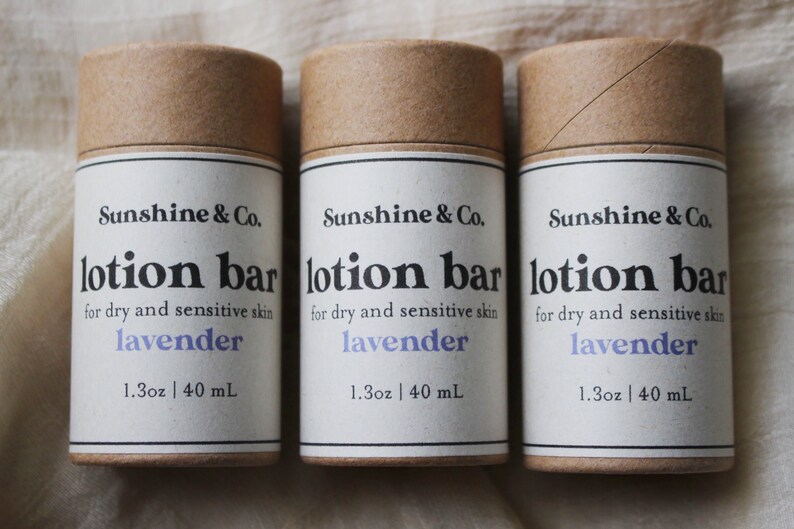 Sunshine & Co.
lotion bar
for dry and sensitive skin
lavender
1.3oz | 40 mL
Sunshine & Co.
lotion bar
for dry and sensitive skin
lavender
1.3oz | 40 mL
Sunshine & Co.
lotion bar
for dry and sensitive skin
lavender
1.3oz | 40 mL